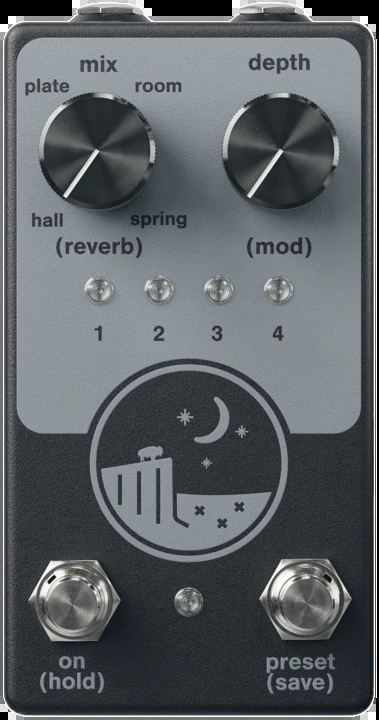 mix
depth
plate
room
hall
spring
(reverb)
(mod)
1
2
3
4
on
(hold)
preset
(save)